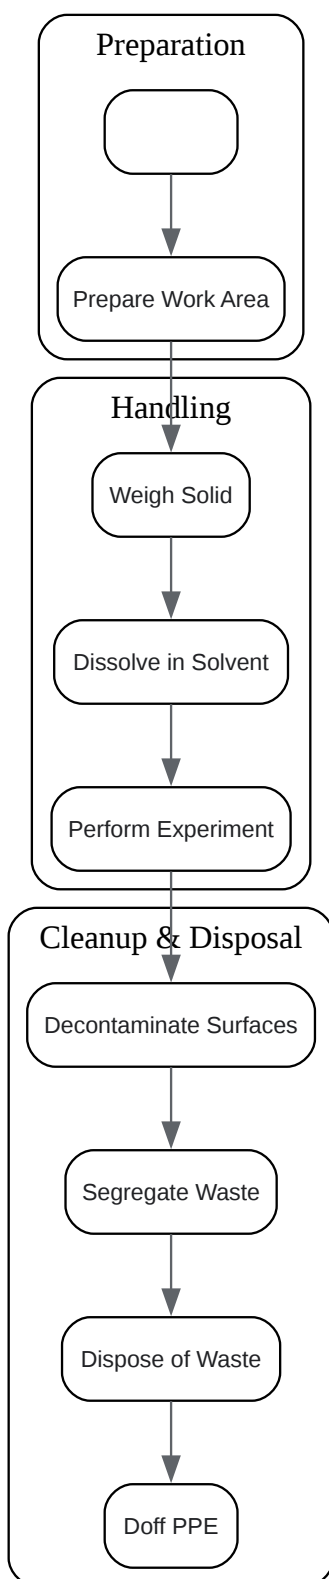 Preparation
Prepare Work Area
Handling
Weigh Solid
Dissolve in Solvent
Perform Experiment
Cleanup & Disposal
Decontaminate Surfaces
Segregate Waste
Dispose of Waste
Doff PPE